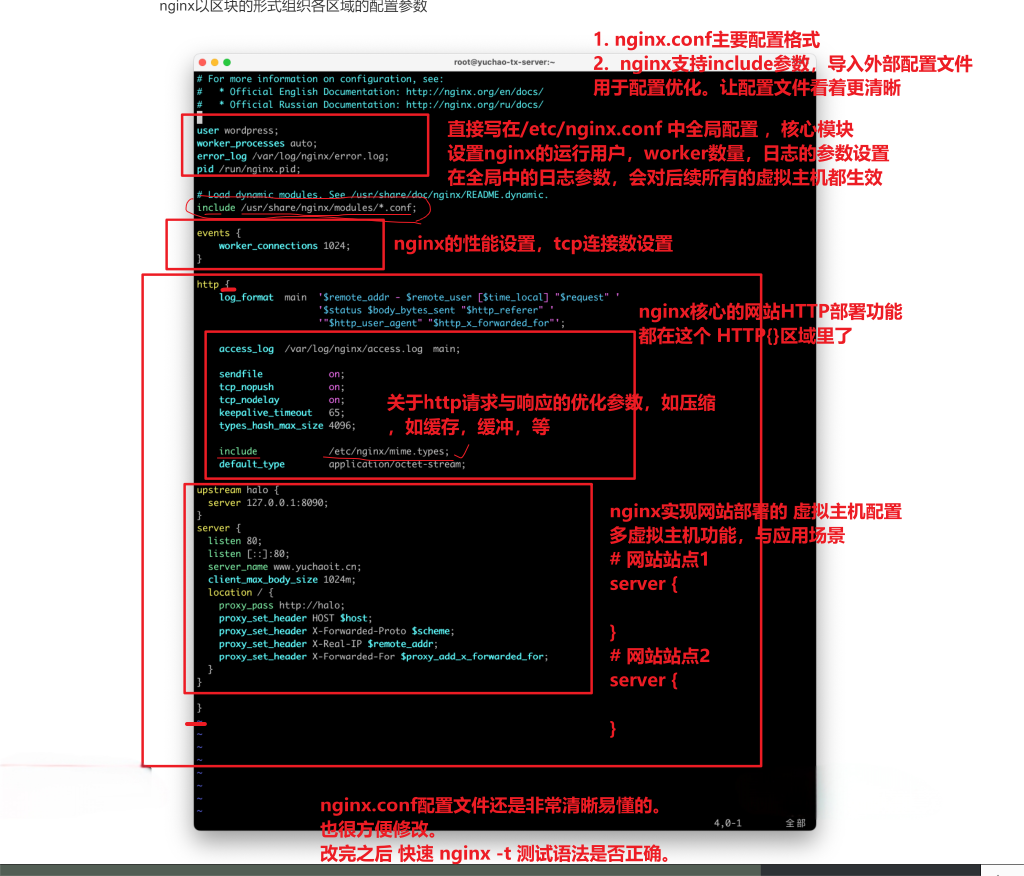 nginx以区块的形式组织各区域的配置参数
1. nginx.conf主要配置格式
2. nginx支持include参数，导入外部配置文件
用于配置优化。让配置文件看着更清晰
root@yuchao-tx-server:~
# For more information on configuration, see:
#   * Official English Documentation: http://nginx.org/en/docs/
#   * Official Russian Documentation: http://nginx.org/ru/docs/
user wordpress;
worker_processes auto;
error_log /var/log/nginx/error.log;
pid /run/nginx.pid;
直接写在/etc/nginx.conf 中全局配置 ，核心模块
设置nginx的运行用户，worker数量，日志的参数设置
在全局中的日志参数，会对后续所有的虚拟主机都生效
# Load dynamic modules. See /usr/share/doc/nginx/README.dynamic.
include /usr/share/nginx/modules/*.conf;
events {
    worker_connections 1024;
}
nginx的性能设置，tcp连接数设置
http {
    log_format  main  '$remote_addr - $remote_user [$time_local] "$request" '
                      '$status $body_bytes_sent "$http_referer" '
                      '"$http_user_agent" "$http_x_forwarded_for"';
nginx核心的网站HTTP部署功能
都在这个 HTTP{}区域里了
    access_log  /var/log/nginx/access.log  main;
    sendfile            on;
    tcp_nopush          on;
    tcp_nodelay         on;
    keepalive_timeout   65;
    types_hash_max_size 4096;
关于http请求与响应的优化参数，如压缩
，如缓存，缓冲，等
    include             /etc/nginx/mime.types;
    default_type        application/octet-stream;
upstream halo {
  server 127.0.0.1:8090;
}
server {
  listen 80;
  listen [::]:80;
  server_name www.yuchaoit.cn;
  client_max_body_size 1024m;
  location / {
    proxy_pass http://halo;
    proxy_set_header HOST $host;
    proxy_set_header X-Forwarded-Proto $scheme;
    proxy_set_header X-Real-IP $remote_addr;
    proxy_set_header X-Forwarded-For $proxy_add_x_forwarded_for;
  }
}
}
nginx实现网站部署的 虚拟主机配置
多虚拟主机功能，与应用场景
# 网站站点1
server {
}
# 网站站点2
server {
}
~
~
~
~
~
~
~
~
nginx.conf配置文件还是非常清晰易懂的。
也很方便修改。
改完之后 快速 nginx -t 测试语法是否正确。
4,0-1 全部